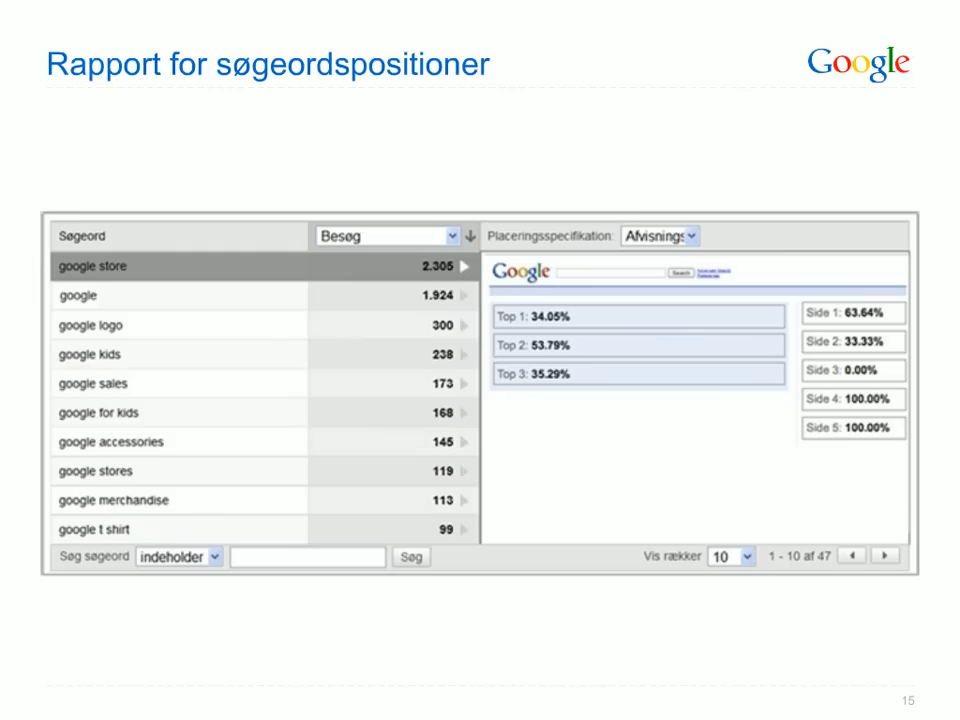 Rapport for søgeordspositioner
Google
Søgeord Besøg Placeringsspecifikation: Afvisnings
google store 2.305
google 1.924
google logo 300
google kids 238
google sales 173
google for kids 168
google accessories 145
google stores 119
google merchandise 113
google t shirt 99
Google Search
Top 1: 34.05%
Top 2: 53.79%
Top 3: 35.29%
Side 1: 63.64%
Side 2: 33.33%
Side 3: 0.00%
Side 4: 100.00%
Side 5: 100.00%
Søg søgeord indeholder Søg Vis rækker 10 1 - 10 af 47
15